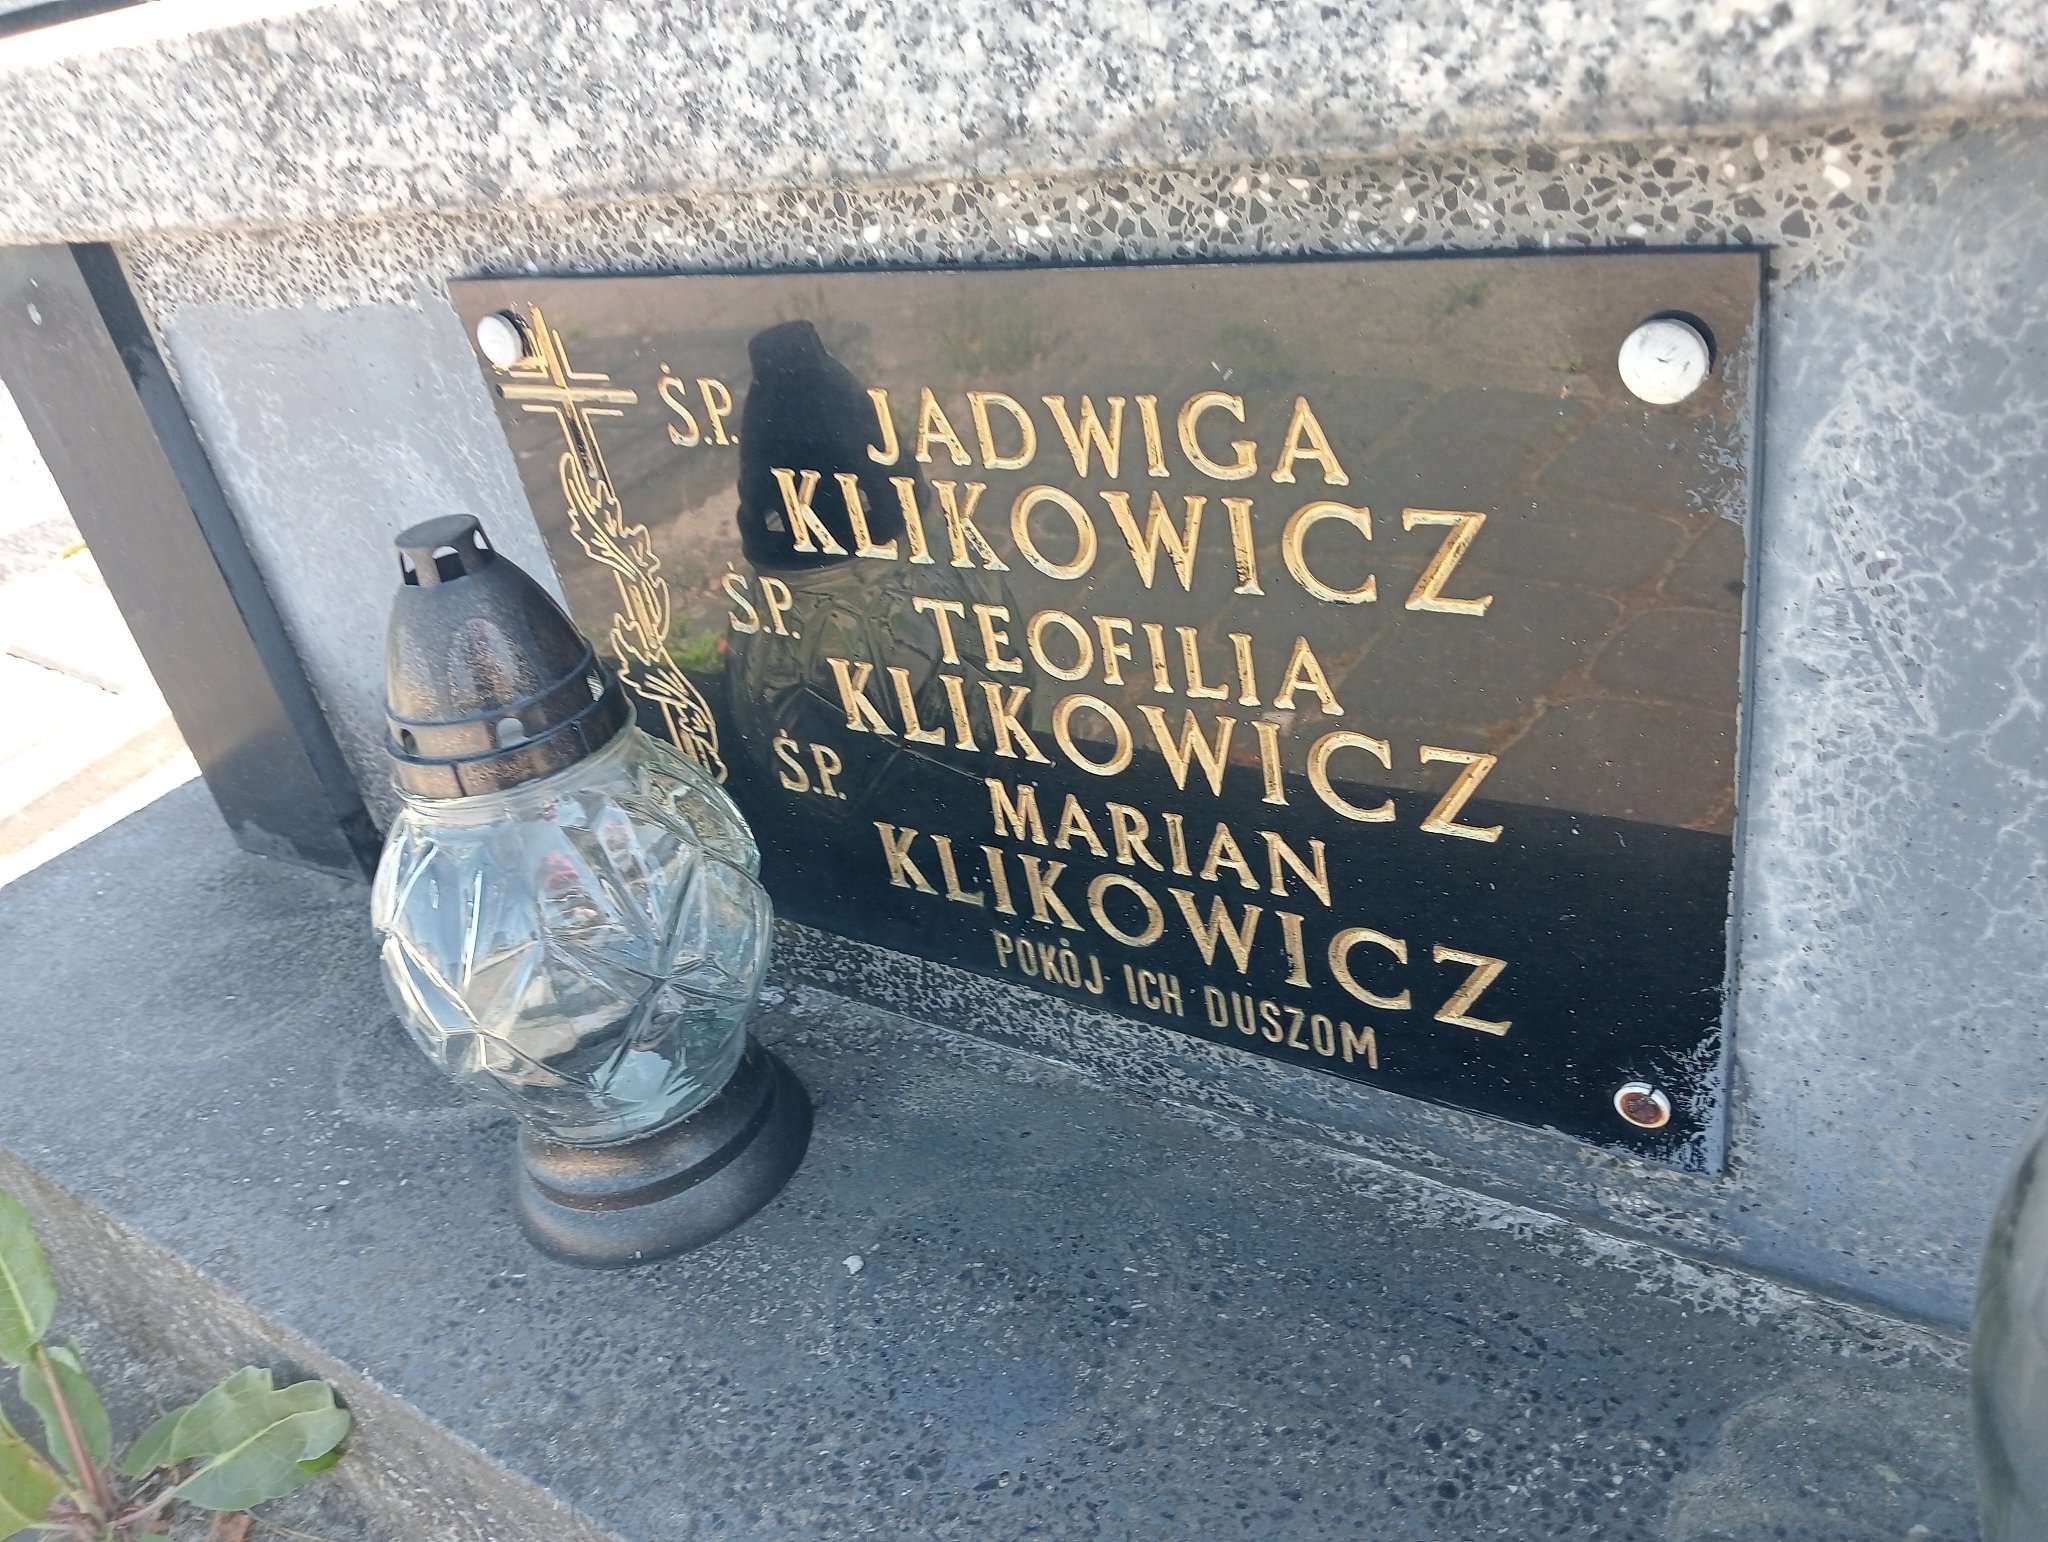 Ś.P. JADWIGA
KLIKOWICZ
Ś.P. TEOFILIA
KLIKOWICZ
Ś.P. MARIAN
KLIKOWICZ
POKÓJ ICH DUSZOM